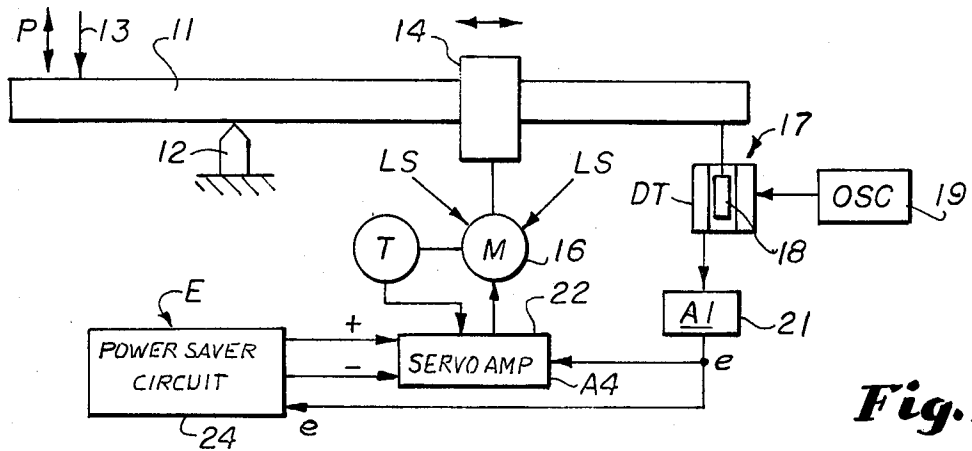 P
13
11
14
12
LS
LS
17
DT
18
OSC
19
T
M
16
E
22
A1
21
POWER SAVER
CIRCUIT
+
-
SERVO AMP
A4
e
e
24
Fig.